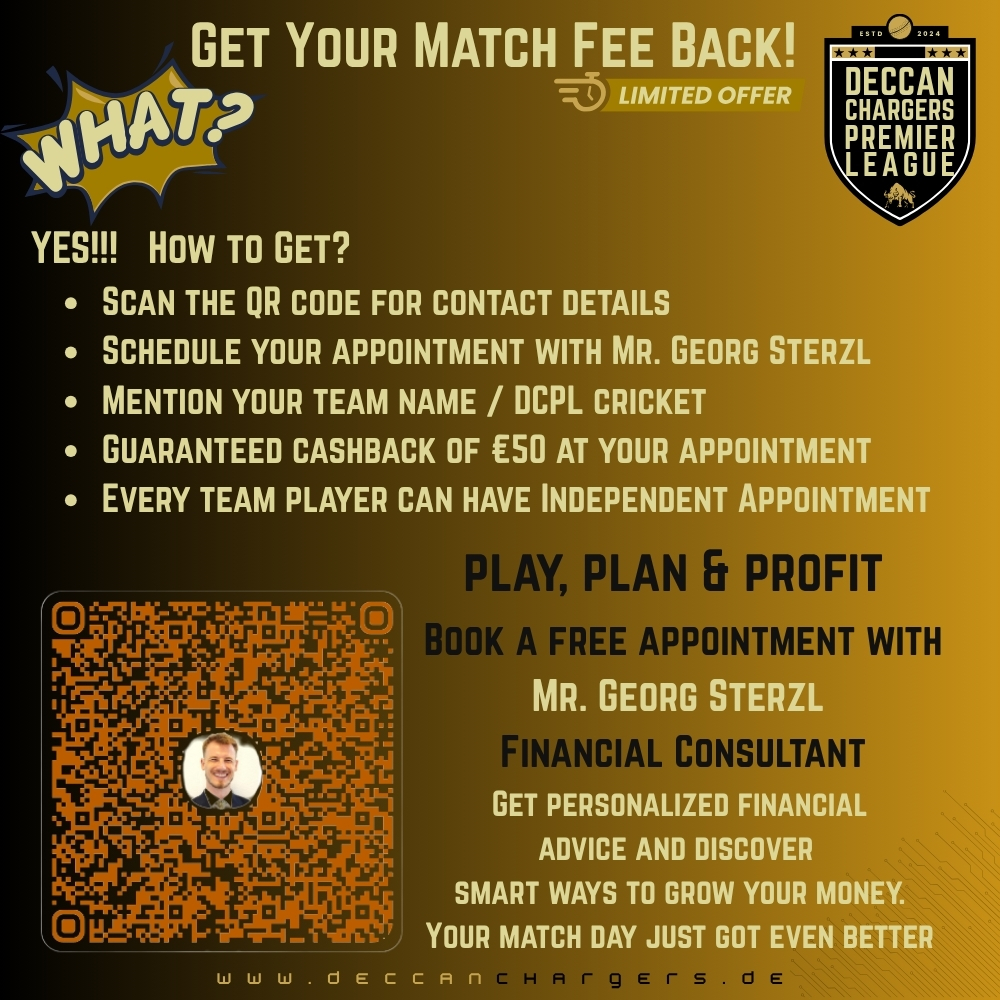 Get Your Match Fee Back!
LIMITED OFFER
ESTD 2024
DECCAN
CHARGERS
PREMIER
LEAGUE
WHAT?
YES!!! How to Get?
• Scan the QR code for contact details
• Schedule your appointment with Mr. Georg Sterzl
• Mention your team name / DCPL cricket
• Guaranteed cashback of €50 at your appointment
• Every team player can have Independent Appointment
PLAY, PLAN & PROFIT
Book a free appointment with
Mr. Georg Sterzl
Financial Consultant
Get personalized financial
advice and discover
smart ways to grow your money.
Your match day just got even better
www.deccanchargers.de